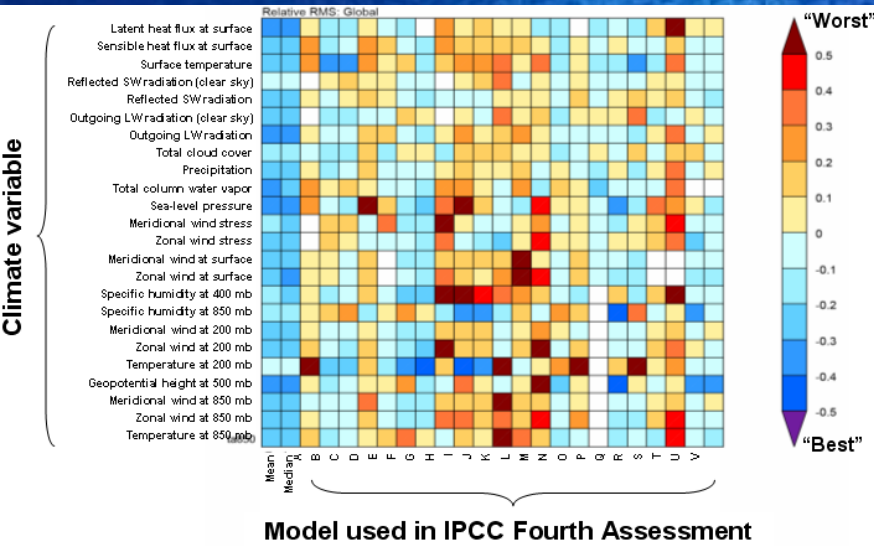 Relative RMS: Global
"Worst"
Latent heat flux at surface
Sensible heat flux at surface
Surface temperature
Reflected SW radiation (clear sky)
Reflected SW radiation
Outgoing LW radiation (clear sky)
Outgoing LW radiation
Total cloud cover
Precipitation
Total column water vapor
Sea-level pressure
Meridional wind stress
Zonal wind stress
Meridional wind at surface
Zonal wind at surface
Specific humidity at 400 mb
Specific humidity at 850 mb
Meridional wind at 200 mb
Zonal wind at 200 mb
Temperature at 200 mb
Geopotential height at 500 mb
Meridional wind at 850 mb
Zonal wind at 850 mb
Temperature at 850 mb
Climate variable
0.5
0.4
0.3
0.2
0.1
0
-0.1
-0.2
-0.3
-0.4
-0.5
"Best"
Mean
Median
A
B
C
D
E
F
G
H
I
J
K
L
M
N
O
P
Q
R
S
T
U
V
Model used in IPCC Fourth Assessment